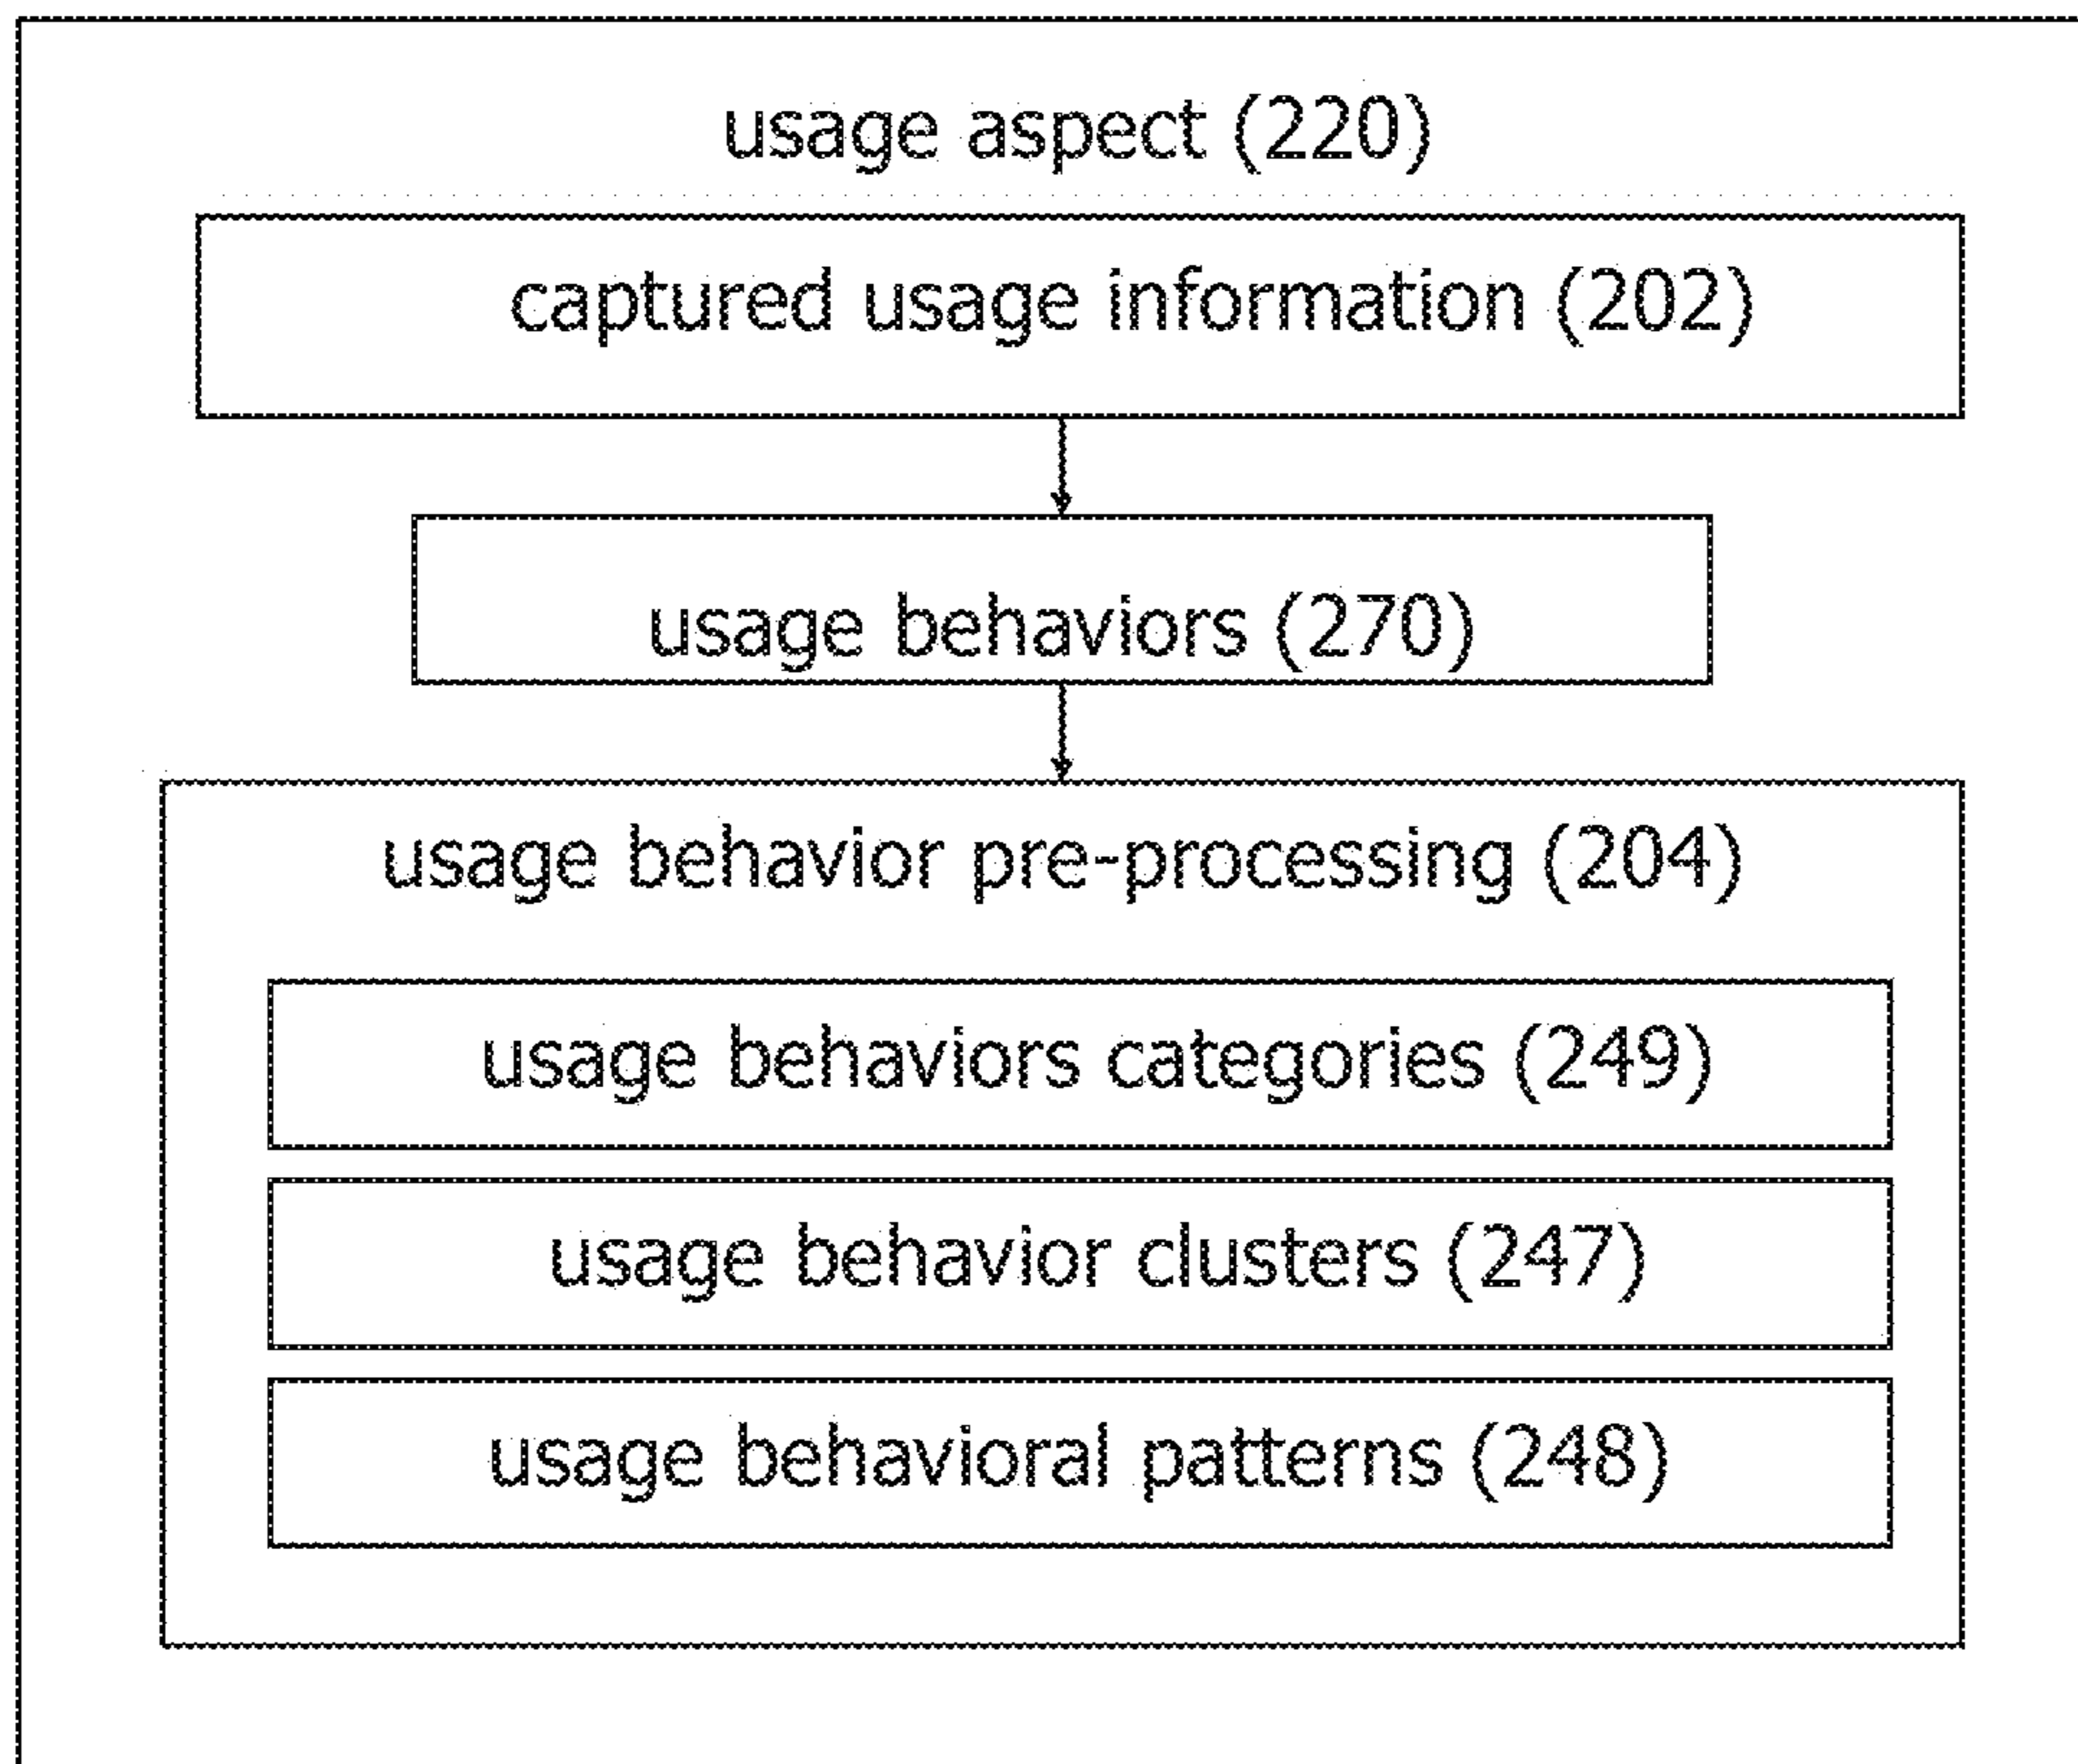 usage aspect (220)
captured usage information (202)
usage behaviors (270)
usage behavior pre-processing (204)
usage behaviors categories (249)
usage behavior clusters (247)
usage behavioral patterns (248)